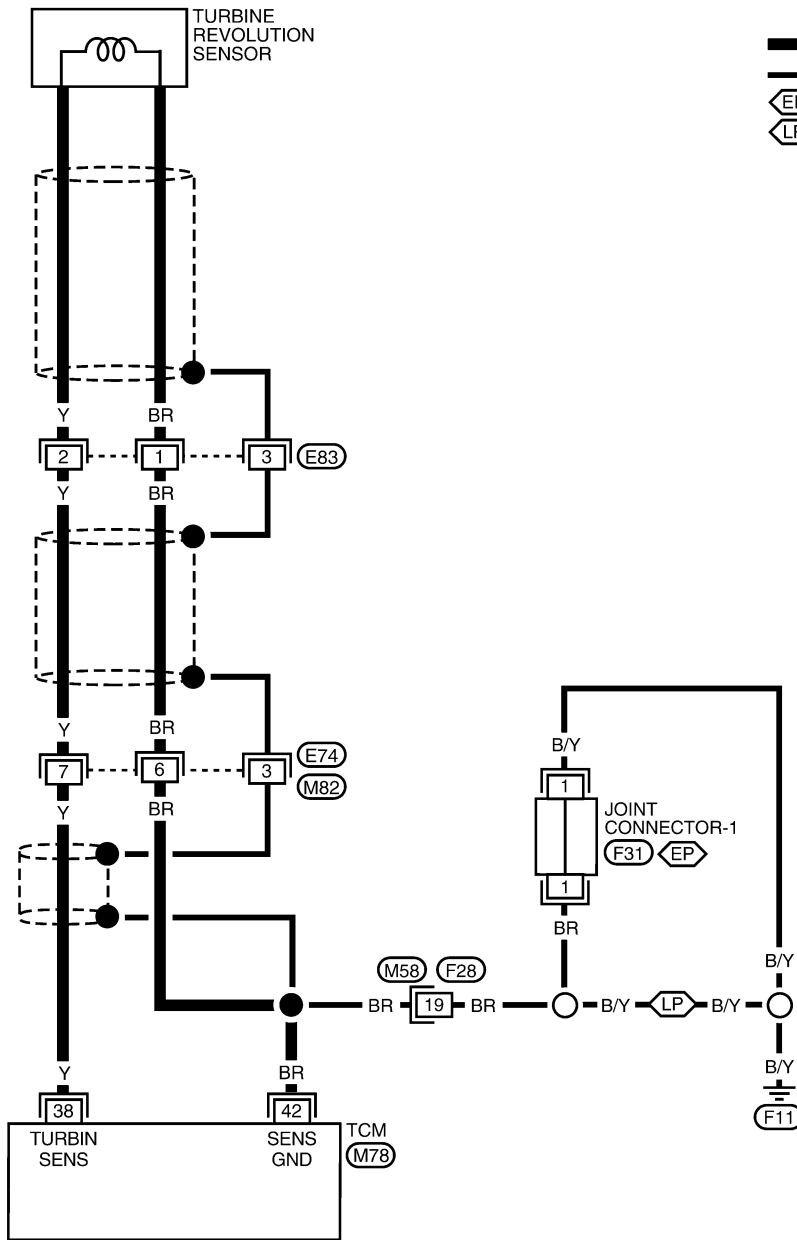 TURBINE
REVOLUTION
SENSOR
Y BR
2 1 3 E83
Y BR
Y BR
7 6 3 E74
M82
Y BR
B/Y
1
JOINT
CONNECTOR-1
F31 EP
1
BR
M58 F28
B/Y
BR 19 BR B/Y LP B/Y
Y BR B/Y
38 42 F11
TURBIN
SENS
SENS
GND
TCM
M78